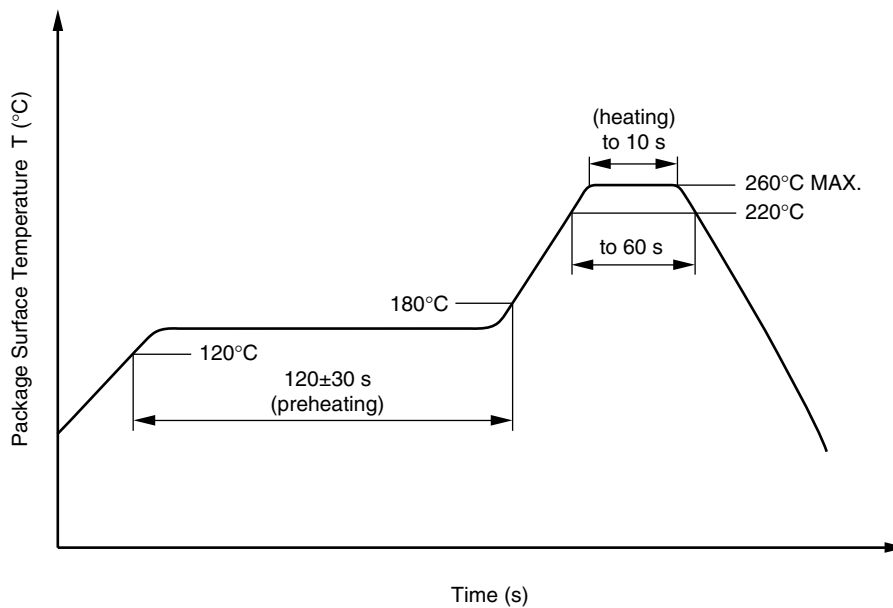 Package Surface Temperature T (°C)
(heating)
to 10 s
260°C MAX.
220°C
to 60 s
180°C
120°C
120±30 s
(preheating)
Time (s)